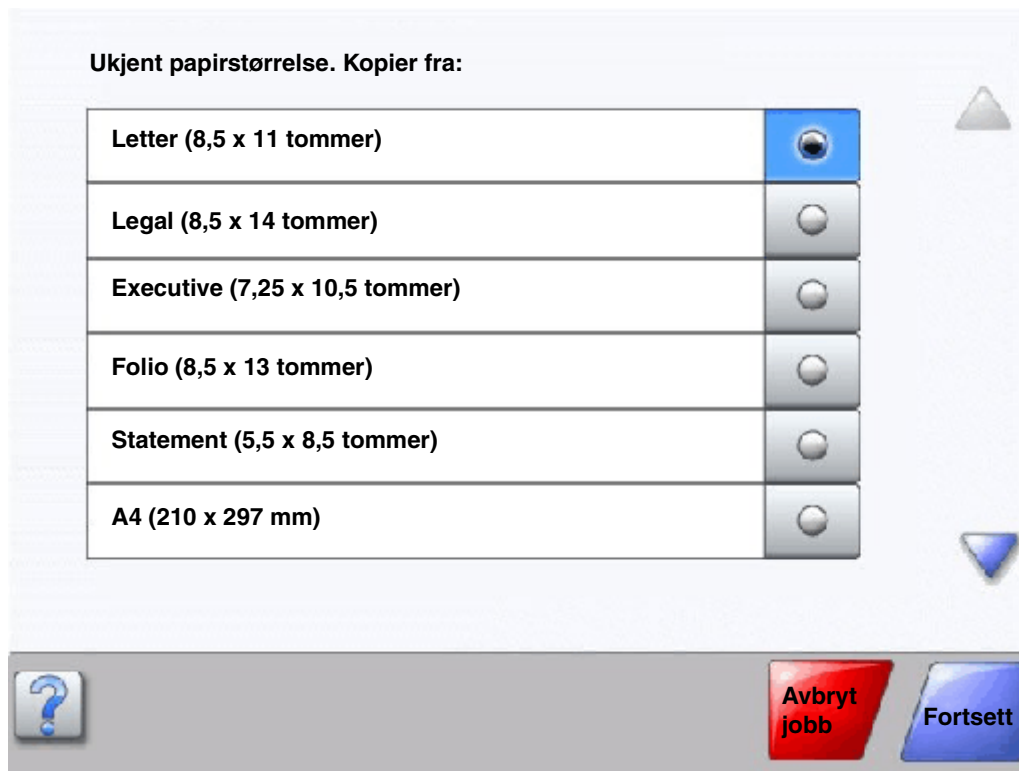 Ukjent papirstørrelse. Kopier fra:
Letter (8,5 x 11 tommer)
Legal (8,5 x 14 tommer)
Executive (7,25 x 10,5 tommer)
Folio (8,5 x 13 tommer)
Statement (5,5 x 8,5 tommer)
A4 (210 x 297 mm)
?
Avbryt
jobb
Fortsett